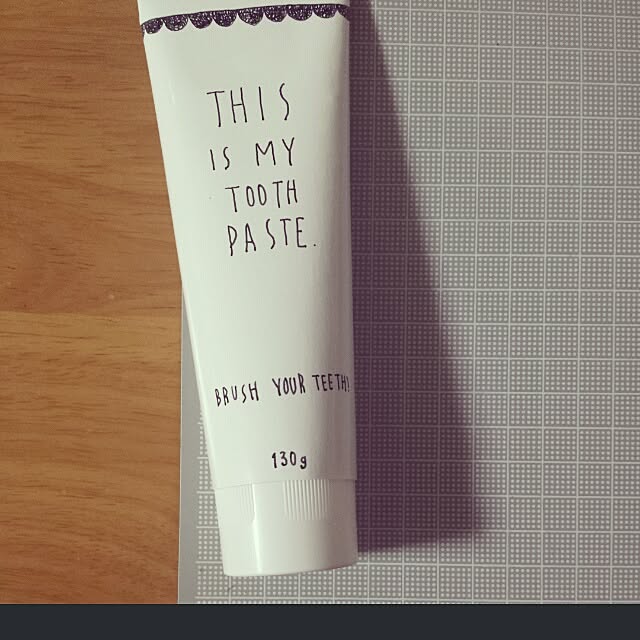 THIS
IS MY
TOOTH
PASTE.
BRUSH YOUR TEETH!
130g